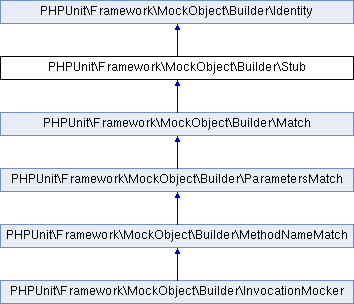 PHPUnit\Framework\MockObject\Builder\Identity
PHPUnit\Framework\MockObject\Builder\Stub
PHPUnit\Framework\MockObject\Builder\Match
PHPUnit\Framework\MockObject\Builder\ParametersMatch
PHPUnit\Framework\MockObject\Builder\MethodNameMatch
PHPUnit\Framework\MockObject\Builder\InvocationMocker